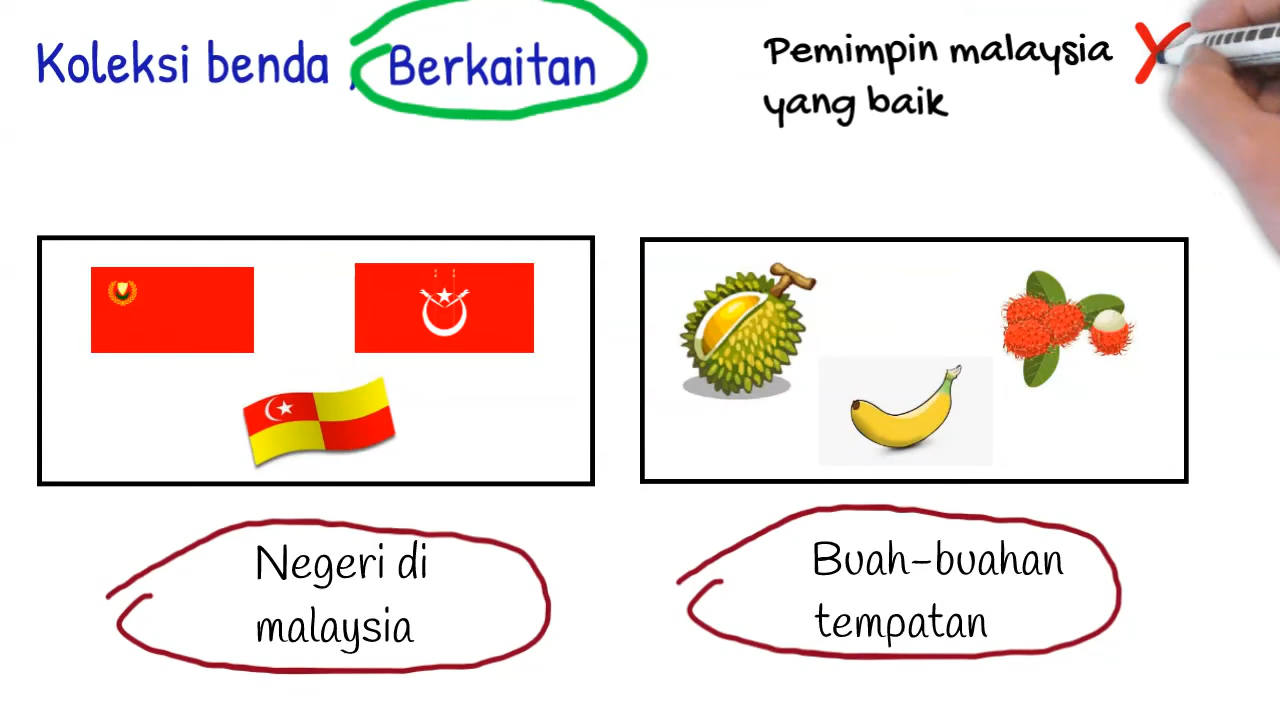 Koleksi benda , Berkaitan
Pemimpin malaysia
yang baik
Negeri di
malaysia
Buah-buahan
tempatan